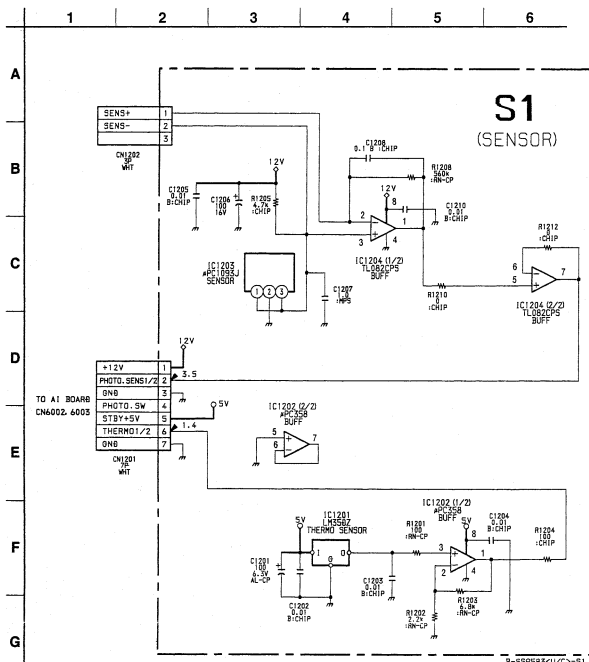 1 2 3 4 5 6
A
B
C
D
E
F
G
S1
(SENSOR)
SENS+ 1
SENS- 2
3
CN1202
3P
WHT
C1205
0.01
B:CHIP
C1206
100
16V
12V
R1205
4.7k
:CHIP
C1208
0.1 B :CHIP
R1208
560k
:RN-CP
12V
8
C1210
0.01
B:CHIP
2
3
1
4
IC1204 (1/2)
TL082CPS
BUFF
IC1203
µPC1093J
SENSOR
1 2 3
C1207
1.0
:MPS
R1210
0
:CHIP
R1212
0
:CHIP
6
5
7
IC1204 (2/2)
TL082CPS
BUFF
TO A1 BOARD
CN6002, 6003
+12V 1
PHOTO.SENS1/2 2
GND 3
PHOTO.SW 4
STBY+5V 5
THERMO1/2 6
GND 7
CN1201
7P
WHT
12V
3.5
5V
1.4
IC1202 (2/2)
µPC358
BUFF
5
6
7
IC1201
LM35DZ
THERMO SENSOR
5V
I O
G
C1201
100
6.3V
AL-CP
C1202
0.01
B:CHIP
C1203
0.01
B:CHIP
R1201
100
:RN-CP
IC1202 (1/2)
µPC358
BUFF
5V
8
3
2
1
4
C1204
0.01
B:CHIP
R1204
100
:CHIP
R1202
2.2k
:RN-CP
R1203
6.8k
:RN-CP